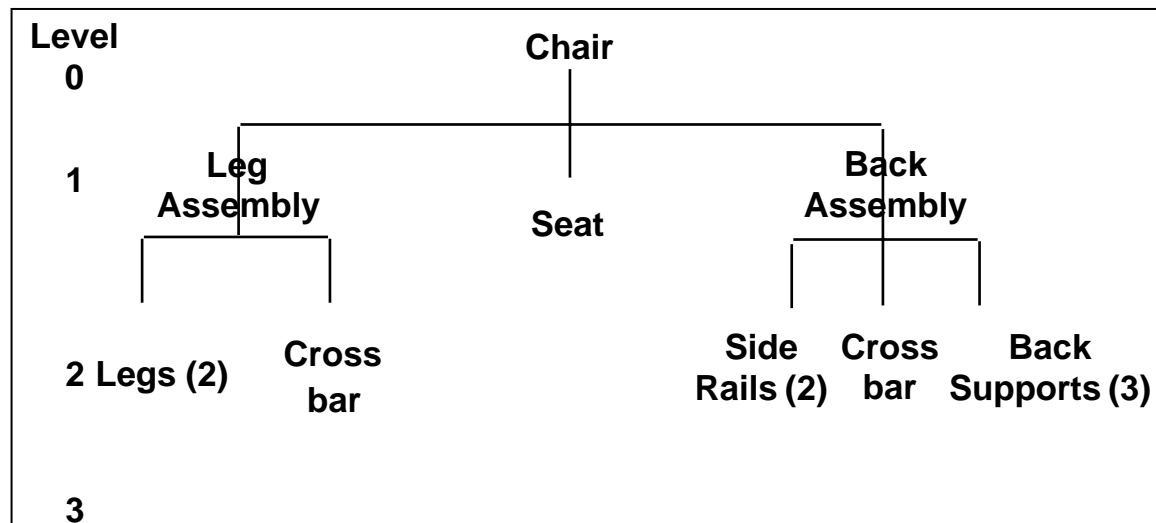 Level
0
Chair
1
Leg
Assembly
Seat
Back
Assembly
2 Legs (2)
Cross
bar
Side
Rails (2)
Cross
bar
Back
Supports (3)
3